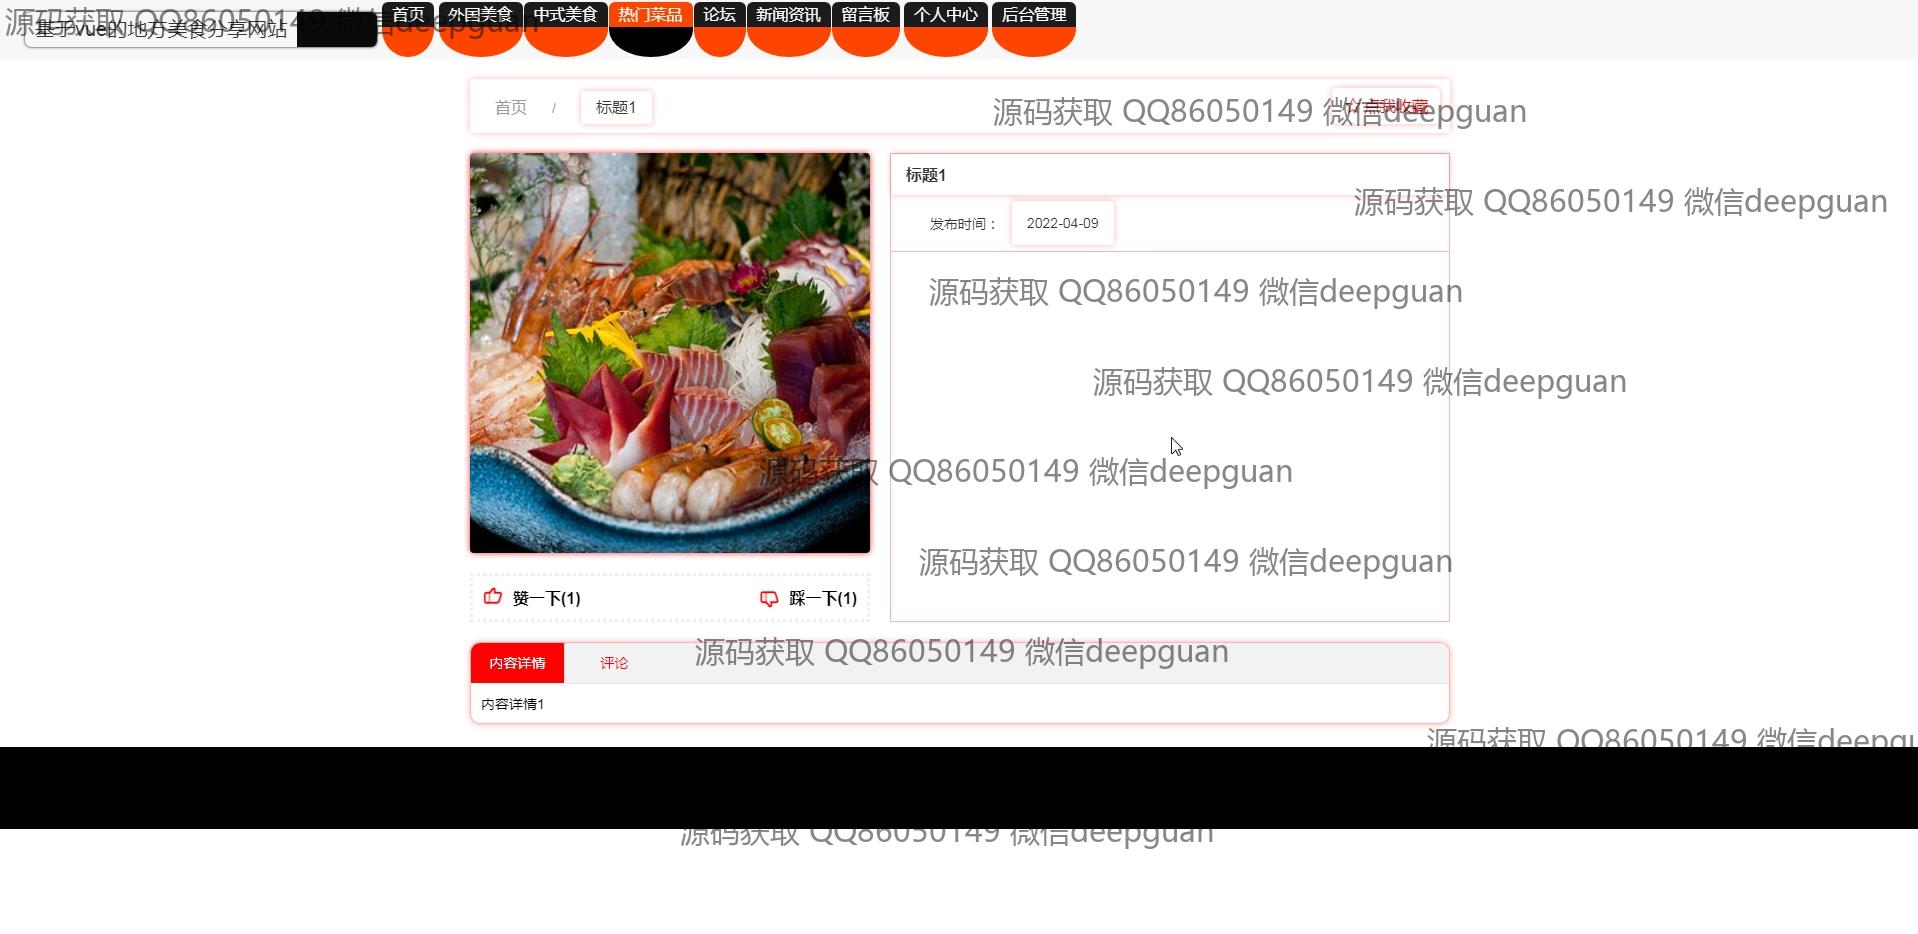 基于vue的地方美食分享网站
首页 外国美食 中式美食 热门菜品 论坛 新闻资讯 留言板 个人中心 后台管理
源码获取 QQ86050149 微信deepguan
首页 / 标题1
点我收藏
源码获取 QQ86050149 微信deepguan
标题1
源码获取 QQ86050149 微信deepguan
发布时间： 2022-04-09
源码获取 QQ86050149 微信deepguan
源码获取 QQ86050149 微信deepguan
源码获取 QQ86050149 微信deepguan
源码获取 QQ86050149 微信deepguan
赞一下(1) 踩一下(1)
源码获取 QQ86050149 微信deepguan
内容详情 评论
内容详情1
源码获取 QQ86050149 微信deepgu
源码获取 QQ86050149 微信deepguan